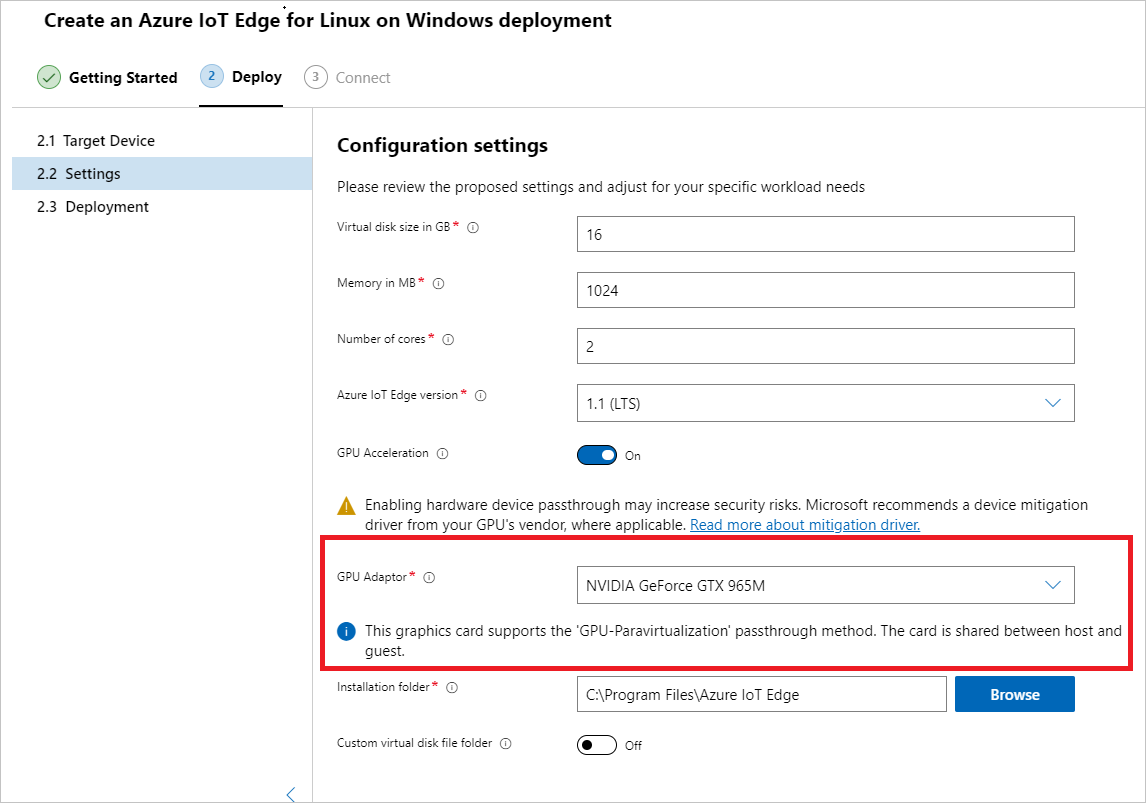 Create an Azure IoT Edge for Linux on Windows deployment
Getting Started
2 Deploy
3 Connect
2.1 Target Device
2.2 Settings
2.3 Deployment
Configuration settings
Please review the proposed settings and adjust for your specific workload needs
Virtual disk size in GB *
16
Memory in MB *
1024
Number of cores *
2
Azure IoT Edge version *
1.1 (LTS)
GPU Acceleration
On
Enabling hardware device passthrough may increase security risks. Microsoft recommends a device mitigation
driver from your GPU's vendor, where applicable. Read more about mitigation driver.
GPU Adaptor *
NVIDIA GeForce GTX 965M
This graphics card supports the 'GPU-Paravirtualization' passthrough method. The card is shared between host and
guest.
Installation folder *
C:\Program Files\Azure IoT Edge
Browse
Custom virtual disk file folder
Off